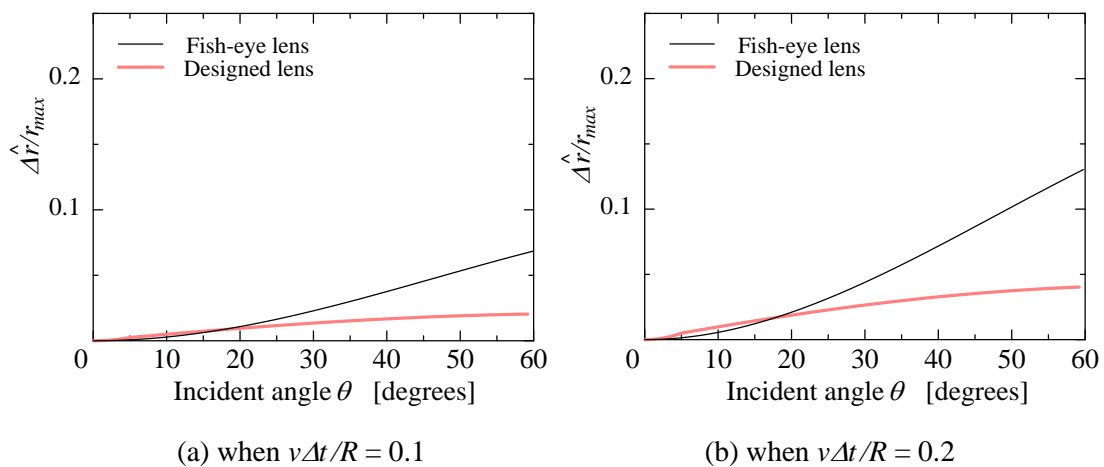 Fish-eye lens
Designed lens
0.2
0.1
Δr̂/r_max
0 10 20 30 40 50 60
Incident angle θ [degrees]
(a) when vΔt/R = 0.1
Fish-eye lens
Designed lens
0.2
0.1
Δr̂/r_max
0 10 20 30 40 50 60
Incident angle θ [degrees]
(b) when vΔt/R = 0.2